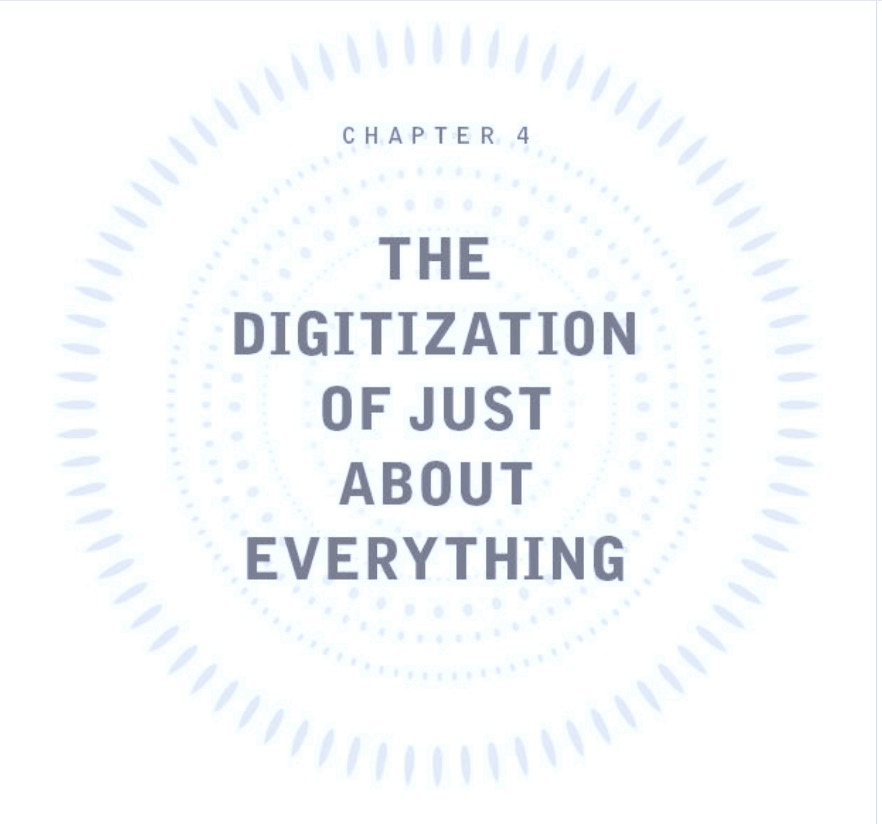 CHAPTER 4
THE
DIGITIZATION
OF JUST
ABOUT
EVERYTHING